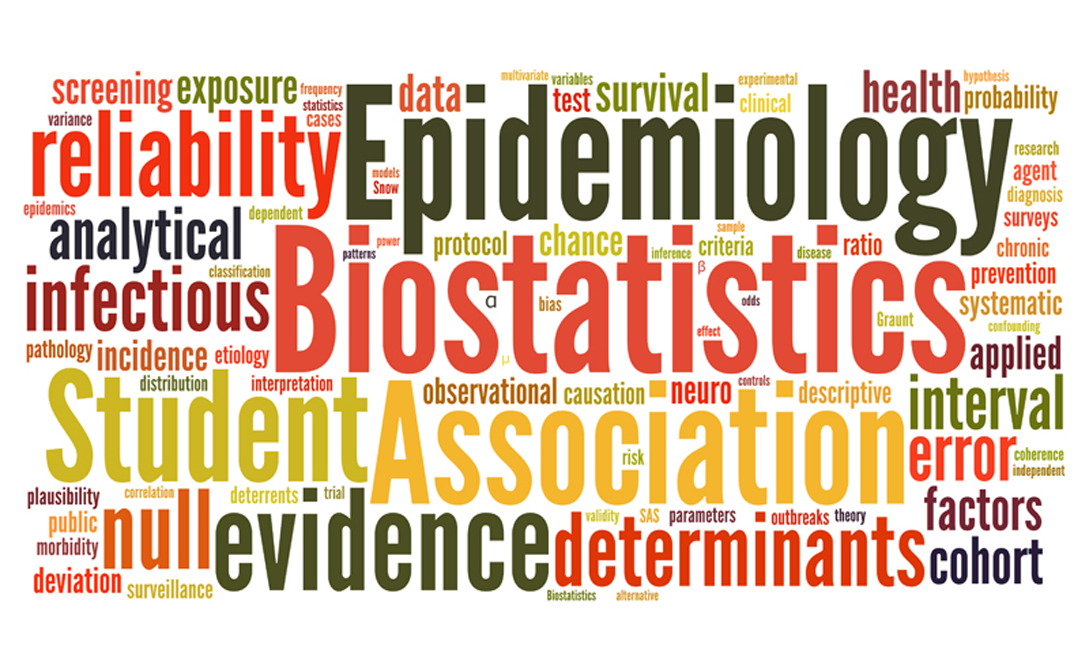 screening exposure frequency
statistics
variance cases
data
multivariate variables
test survival
experimental
clinical
health hypothesis
probability
reliability
Epidemiology
models
Snow
research
agent
diagnosis
surveys
epidemics
analytical
dependent
infectious
classification
Biostatistics
patterns power protocol chance
inference
sample
criteria
β
disease ratio
chronic
prevention
systematic
confounding
α bias odds
effect Graunt
μ
applied
pathology incidence etiology
distribution interpretation
observational causation neuro controls descriptive
interval
Student Association
risk
error coherence
independent
plausibility correlation deterrents trial
public
morbidity
null evidence
validity SAS parameters outbreaks theory
determinants
factors
cohort
deviation surveillance
Biostatistics alternative